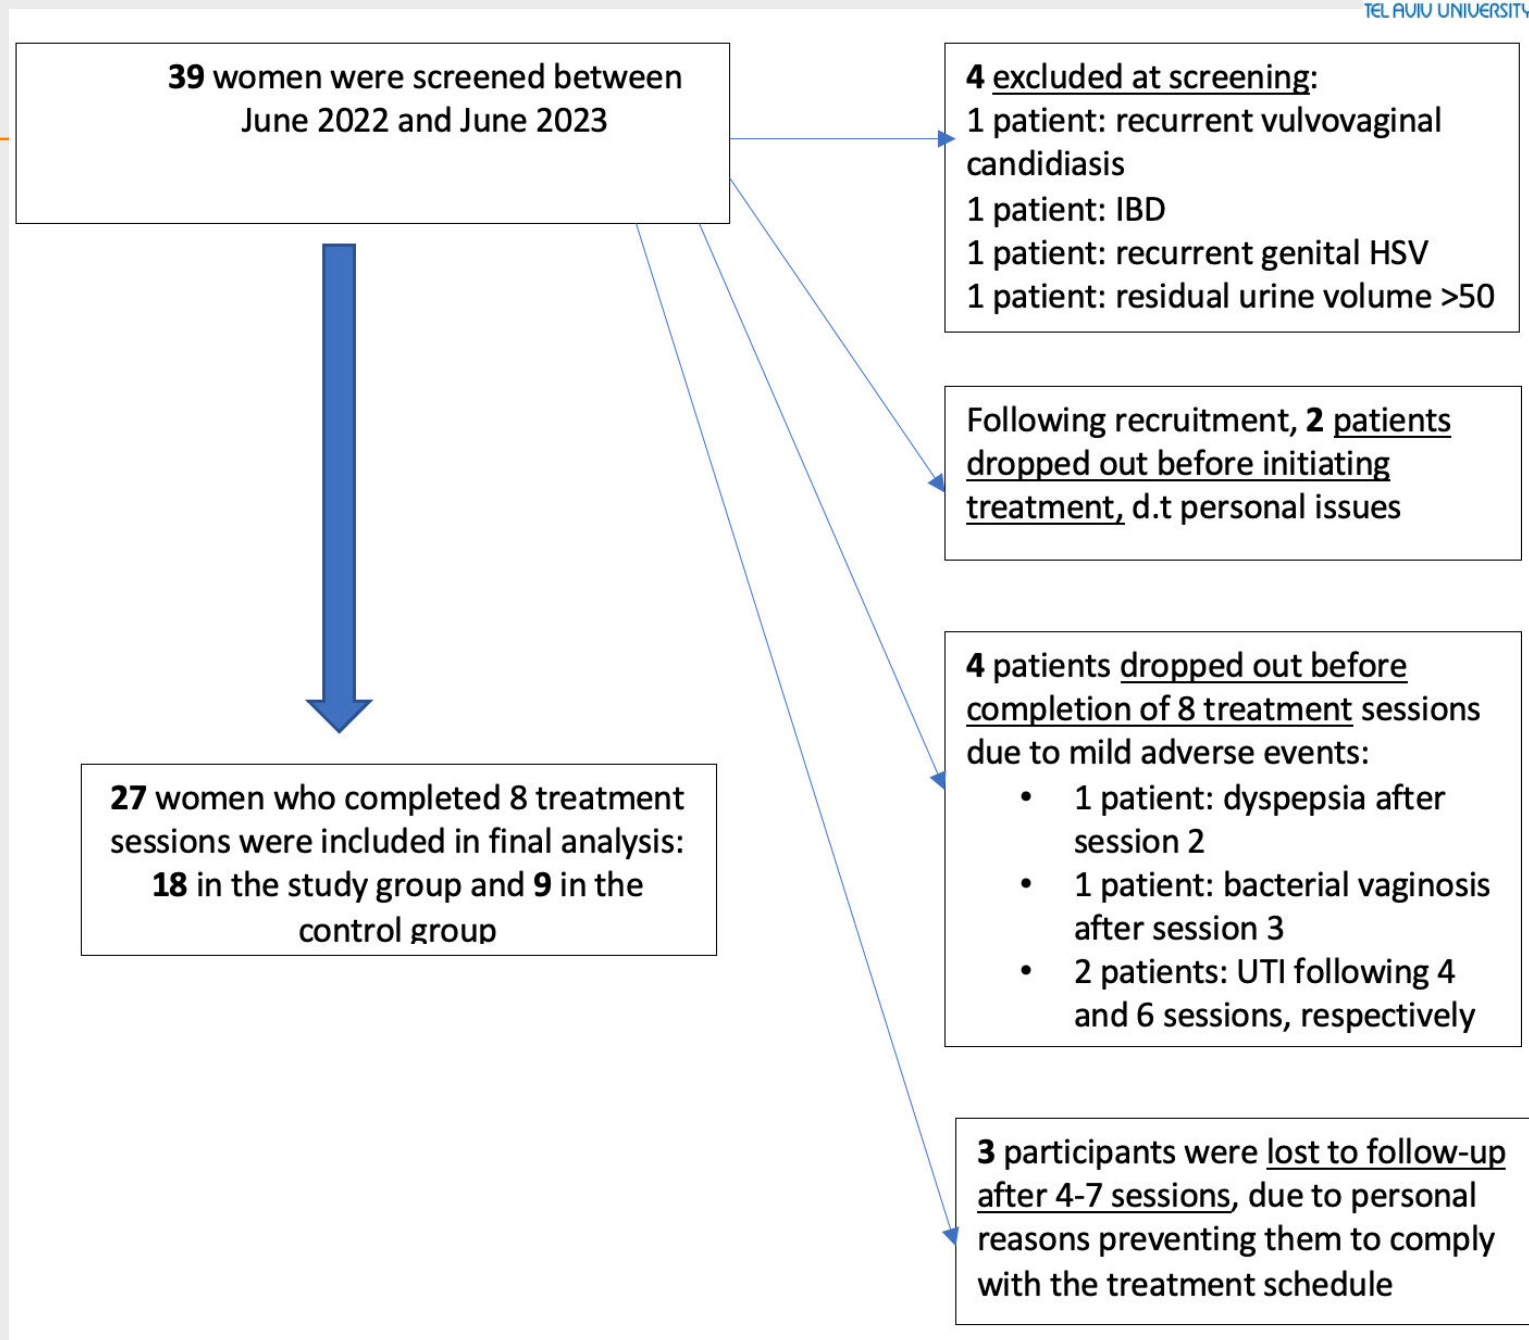 TEL AVIV UNIVERSITY
39 women were screened between
June 2022 and June 2023
4 excluded at screening:
1 patient: recurrent vulvovaginal
candidiasis
1 patient: IBD
1 patient: recurrent genital HSV
1 patient: residual urine volume >50
Following recruitment, 2 patients
dropped out before initiating
treatment, d.t personal issues
4 patients dropped out before
completion of 8 treatment sessions
due to mild adverse events:
• 1 patient: dyspepsia after
session 2
• 1 patient: bacterial vaginosis
after session 3
• 2 patients: UTI following 4
and 6 sessions, respectively
27 women who completed 8 treatment
sessions were included in final analysis:
18 in the study group and 9 in the
control group
3 participants were lost to follow-up
after 4-7 sessions, due to personal
reasons preventing them to comply
with the treatment schedule